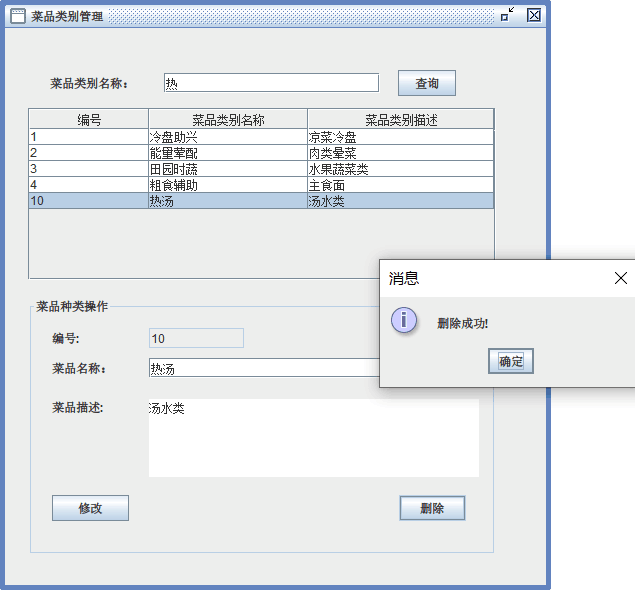 菜品类别管理
菜品类别名称： 热 查询
编号 菜品类别名称 菜品类别描述
1 冷盘助兴 凉菜冷盘
2 能量荤配 肉类晕菜
3 田园时蔬 水果蔬菜类
4 粗食辅助 主食面
10 热汤 汤水类
消息
删除成功!
确定
菜品种类操作
编号: 10
菜品名称： 热汤
菜品描述: 汤水类
修改 删除